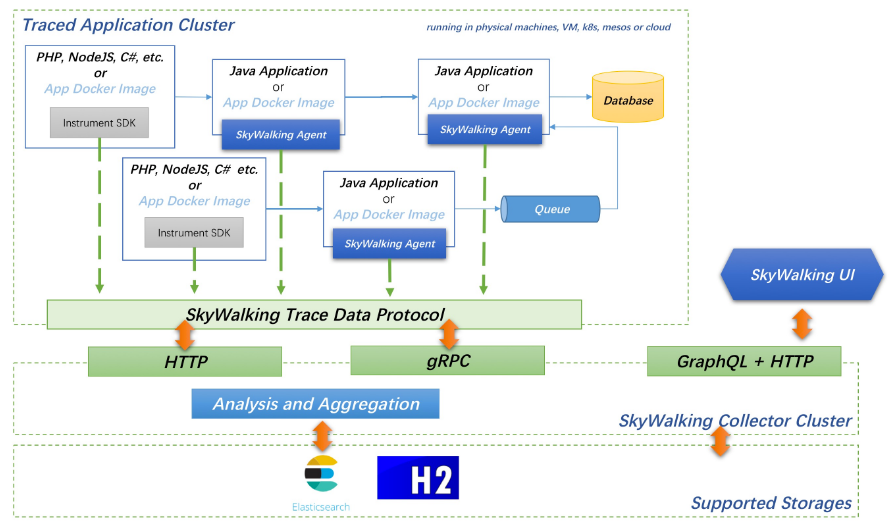 Traced Application Cluster
running in physical machines, VM, k8s, mesos or cloud
PHP, NodeJS, C#, etc.
or
App Docker Image
Instrument SDK
Java Application
or
App Docker Image
SkyWalking Agent
Java Application
or
App Docker Image
SkyWalking Agent
Database
PHP, NodeJS, C# etc.
or
App Docker Image
Instrument SDK
Java Application
or
App Docker Image
SkyWalking Agent
Queue
SkyWalking UI
SkyWalking Trace Data Protocol
HTTP
gRPC
GraphQL + HTTP
Analysis and Aggregation
SkyWalking Collector Cluster
Elasticsearch
H2
Supported Storages